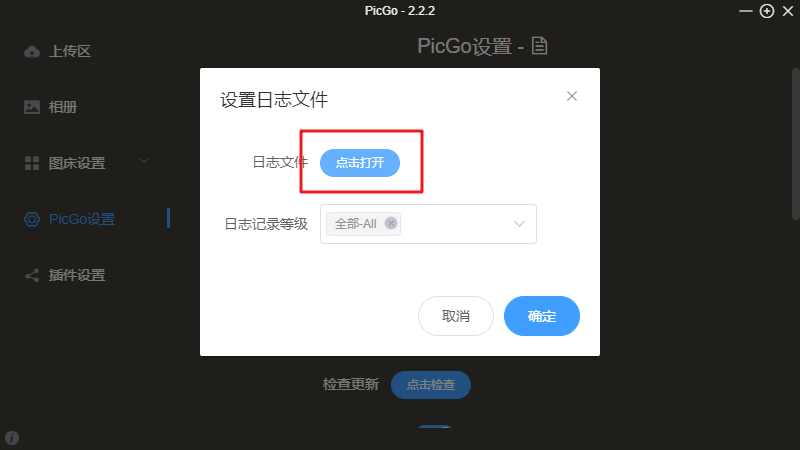 PicGo - 2.2.2
上传区
PicGo设置 -
相册
图床设置
PicGo设置
插件设置
设置日志文件
日志文件 点击打开
日志记录等级 全部-All
取消 确定
检查更新 点击检查